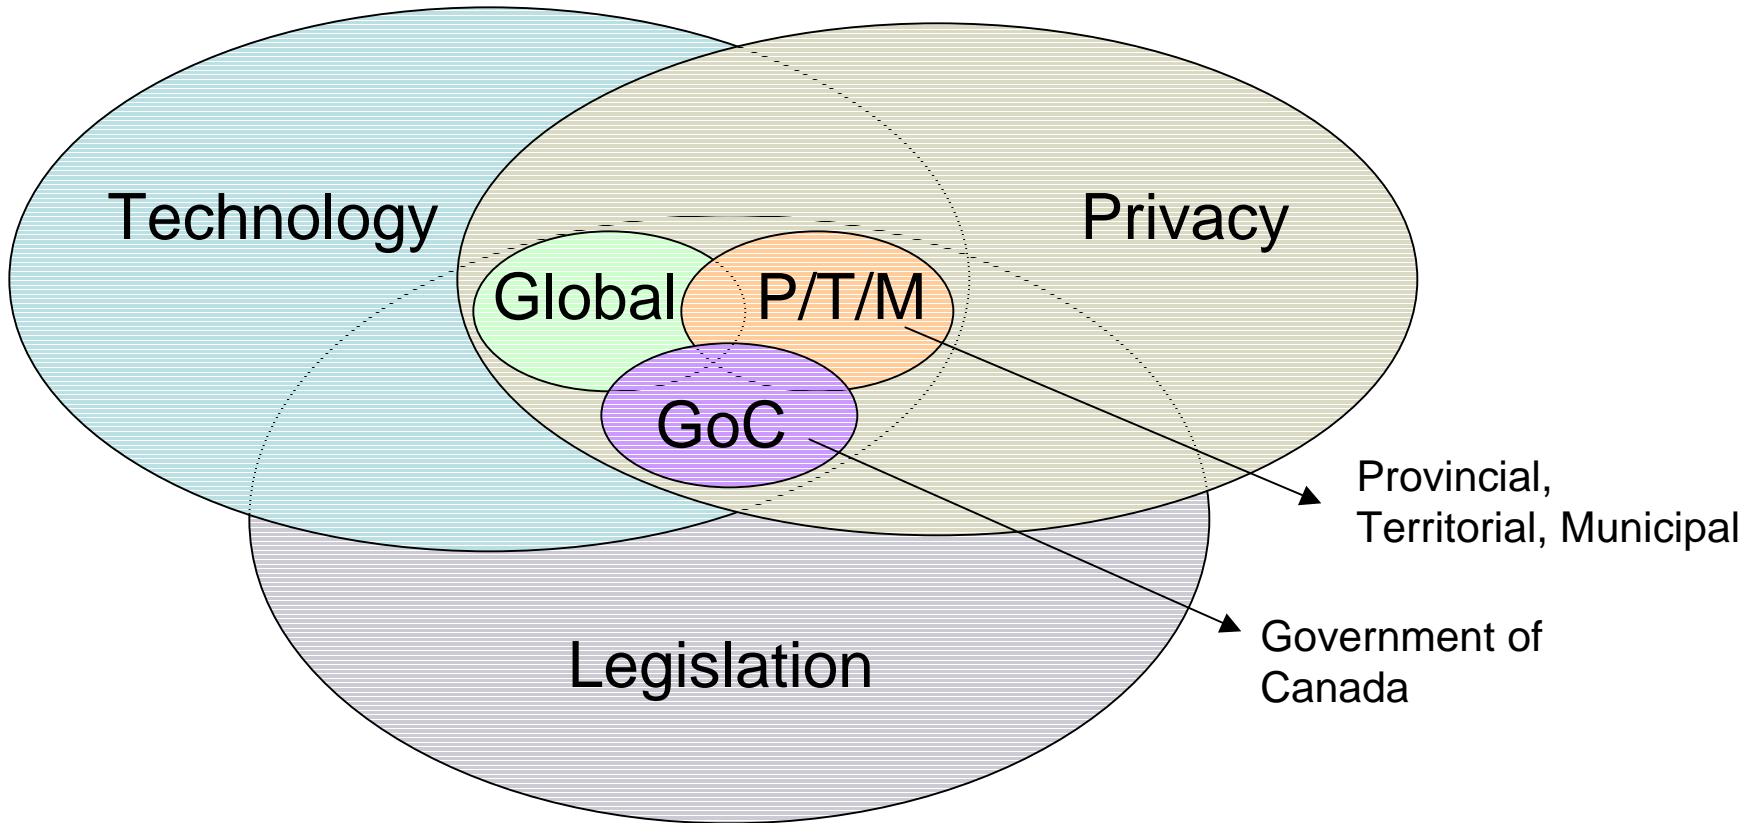 Technology
Privacy
Global
P/T/M
GoC
Provincial,
Territorial, Municipal
Government of
Canada
Legislation